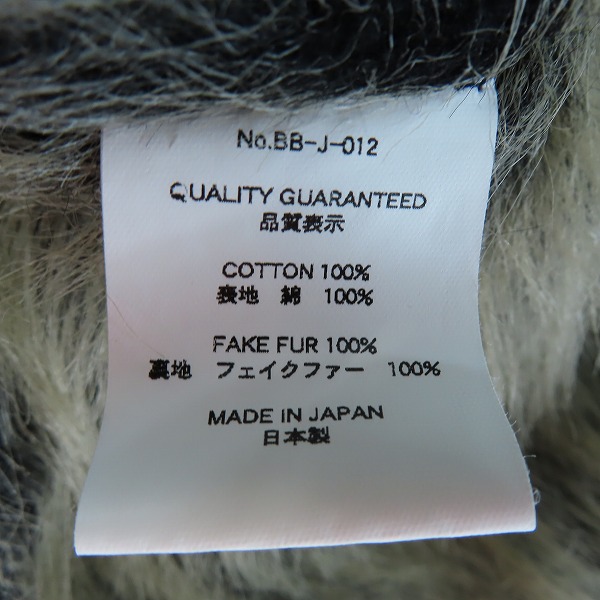 No.BB-J-012
QUALITY GUARANTEED
品質表示
COTTON 100%
表地 綿 100%
FAKE FUR 100%
裏地 フェイクファー 100%
MADE IN JAPAN
日本製